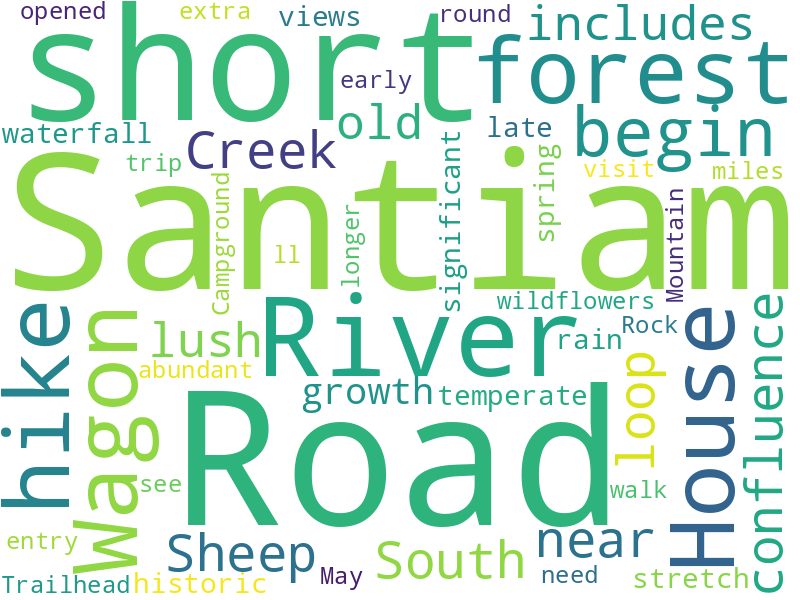 opened
extra
views
round
includes
short
forest
early
waterfall
Creek
old
late
begin
trip
visit
miles
Santiam
Campground
ll
longer
significant
spring
Mountain
hike
Wagon
lush
River
wildflowers
Rock
rain
House
confluence
abundant
growth
temperate
loop
Road
see
walk
entry
Sheep
South
near
Trailhead
historic
May
need
stretch